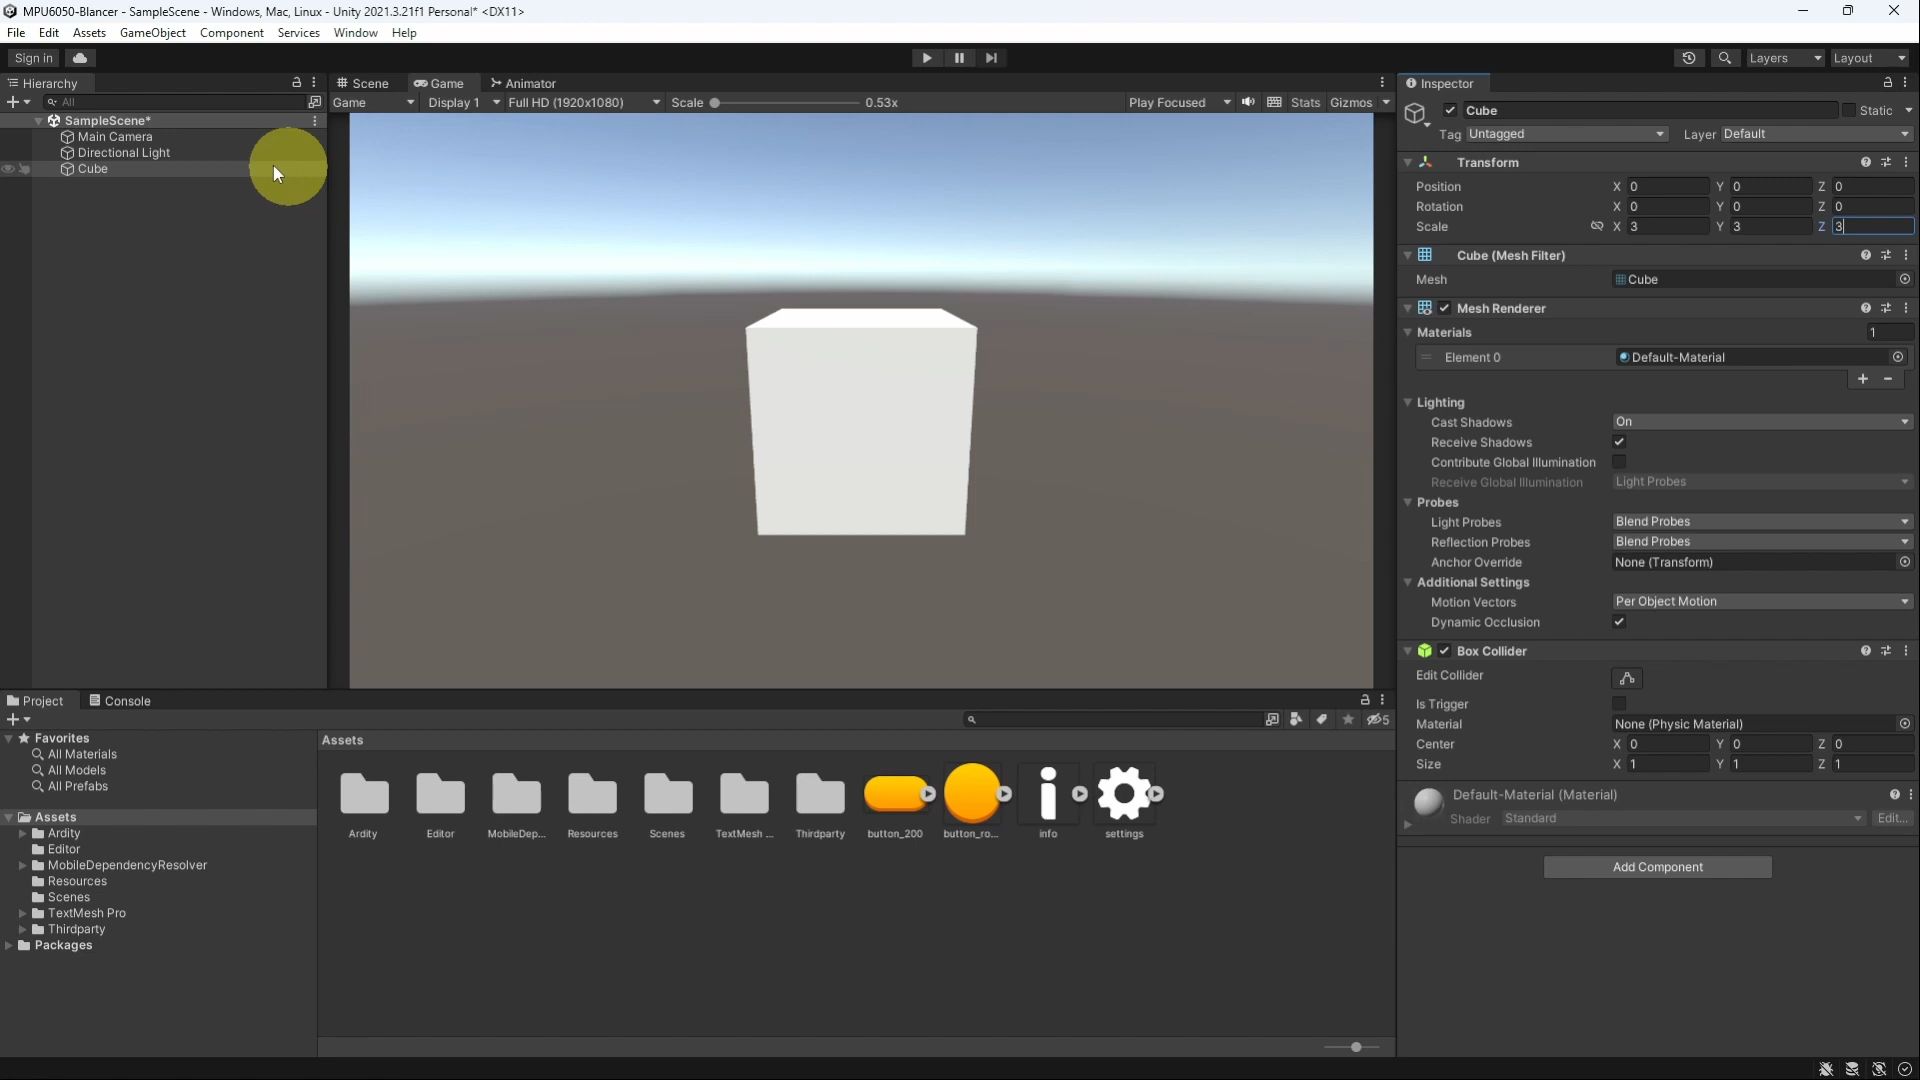 MPU6050-Blancer - SampleScene - Windows, Mac, Linux - Unity 2021.3.21f1 Personal* <DX11>
File Edit Assets GameObject Component Services Window Help
Sign in
Layers
Layout
Hierarchy
All
SampleScene*
Main Camera
Directional Light
Cube
Scene Game Animator
Game Display 1 Full HD (1920x1080) Scale 0.53x Play Focused Stats Gizmos
Inspector
Cube Static
Tag Untagged Layer Default
Transform
Position X 0 Y 0 Z 0
Rotation X 0 Y 0 Z 0
Scale X 3 Y 3 Z 3
Cube (Mesh Filter)
Mesh Cube
Mesh Renderer
Materials 1
Element 0 Default-Material
Lighting
Cast Shadows On
Receive Shadows
Contribute Global Illumination
Receive Global Illumination Light Probes
Probes
Light Probes Blend Probes
Reflection Probes Blend Probes
Anchor Override None (Transform)
Additional Settings
Motion Vectors Per Object Motion
Dynamic Occlusion
Box Collider
Edit Collider
Is Trigger
Material None (Physic Material)
Center X 0 Y 0 Z 0
Size X 1 Y 1 Z 1
Default-Material (Material)
Shader Standard Edit...
Add Component
Project Console
5
Favorites
All Materials
All Models
All Prefabs
Assets
Ardity
Editor
MobileDependencyResolver
Resources
Scenes
TextMesh Pro
Thirdparty
Packages
Assets
Ardity Editor MobileDep... Resources Scenes TextMesh ... Thirdparty button_200 button_ro... info settings